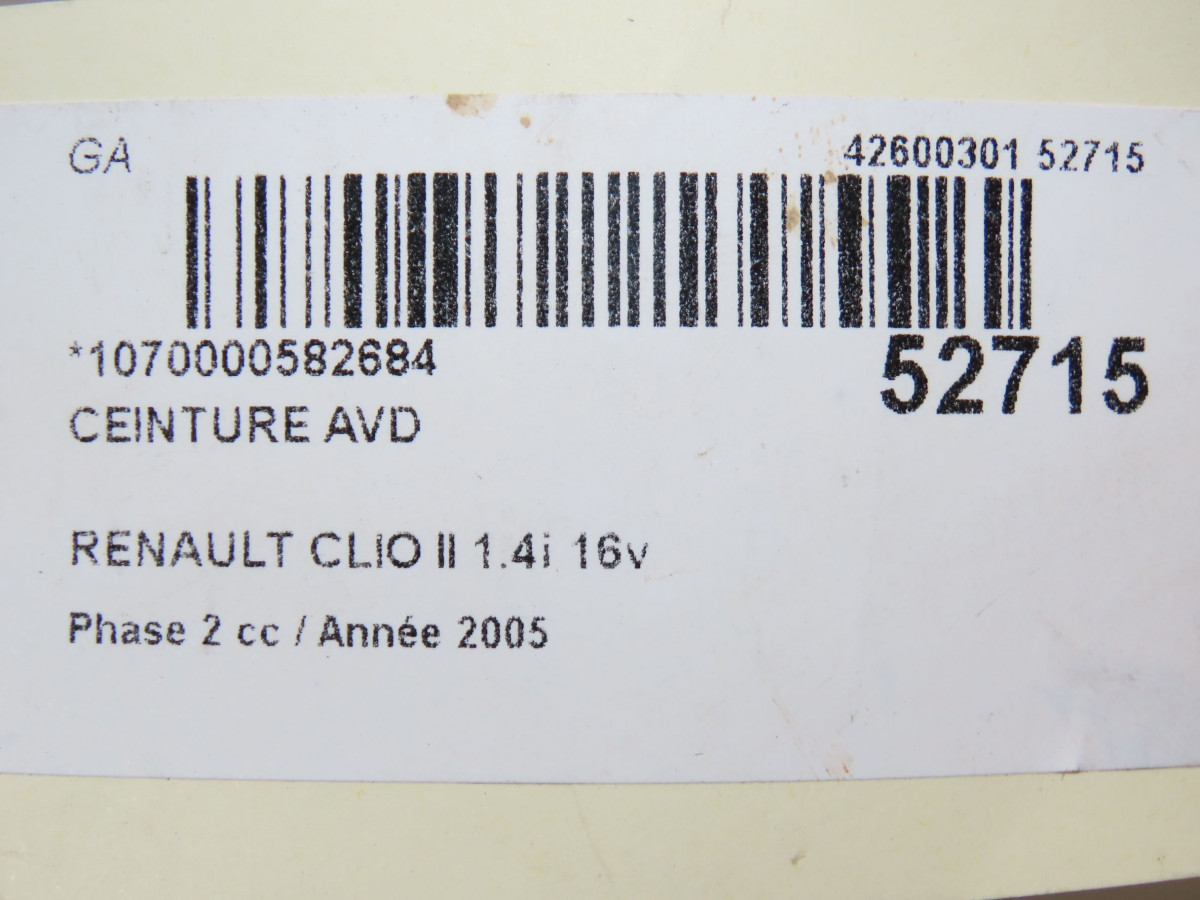 GA
42600301 52715
*1070000582684
52715
CEINTURE AVD
RENAULT CLIO II 1.4i 16v
Phase 2 cc / Année 2005